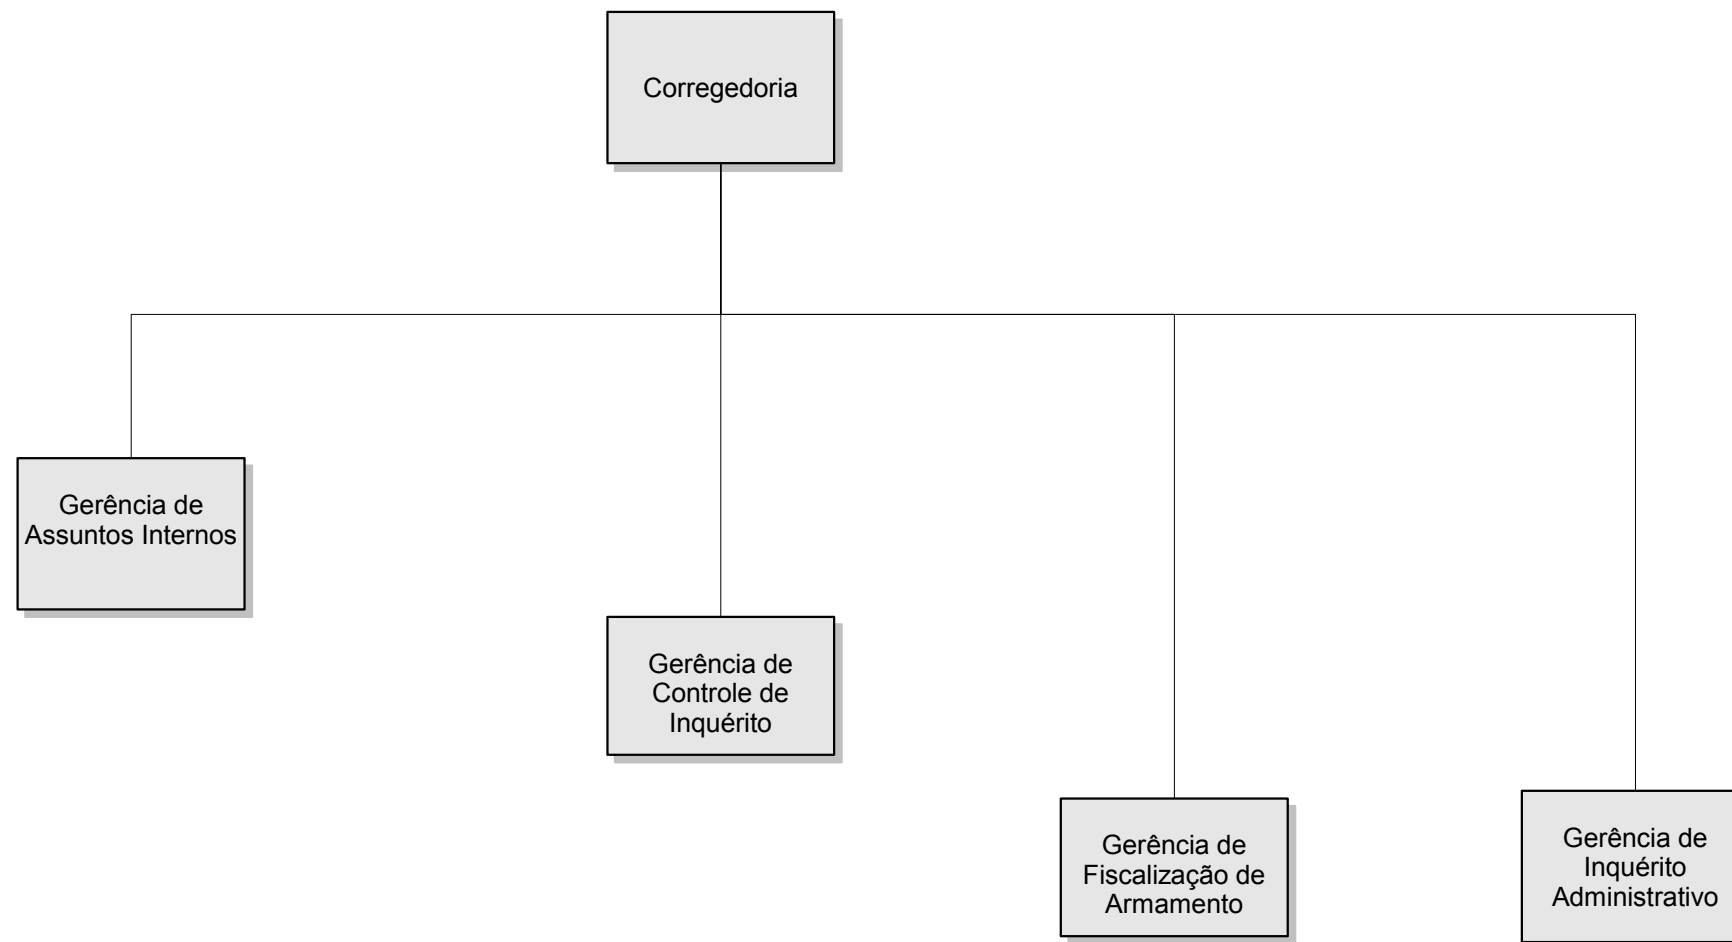 Corregedoria
Gerência de
Assuntos Internos
Gerência de
Controle de
Inquérito
Gerência de
Fiscalização de
Armamento
Gerência de
Inquérito
Administrativo